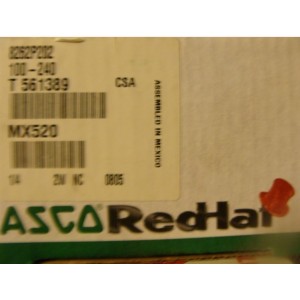 8262P202
100-240
T 561389
CSA
ASSEMBLED IN MEXICO
MX520
1/4 2W NC 0805
ASCO RedHat